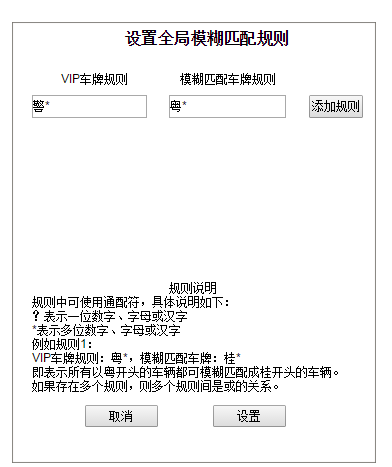 设置全局模糊匹配规则
VIP车牌规则 模糊匹配车牌规则
警* 粤* 添加规则
规则说明
规则中可使用通配符，具体说明如下：
？表示一位数字、字母或汉字
*表示多位数字、字母或汉字
例如规则1：
VIP车牌规则：粤*，模糊匹配车牌：桂*
即表示所有以粤开头的车辆都可模糊匹配成桂开头的车辆。
如果存在多个规则，则多个规则间是或的关系。
取消 设置